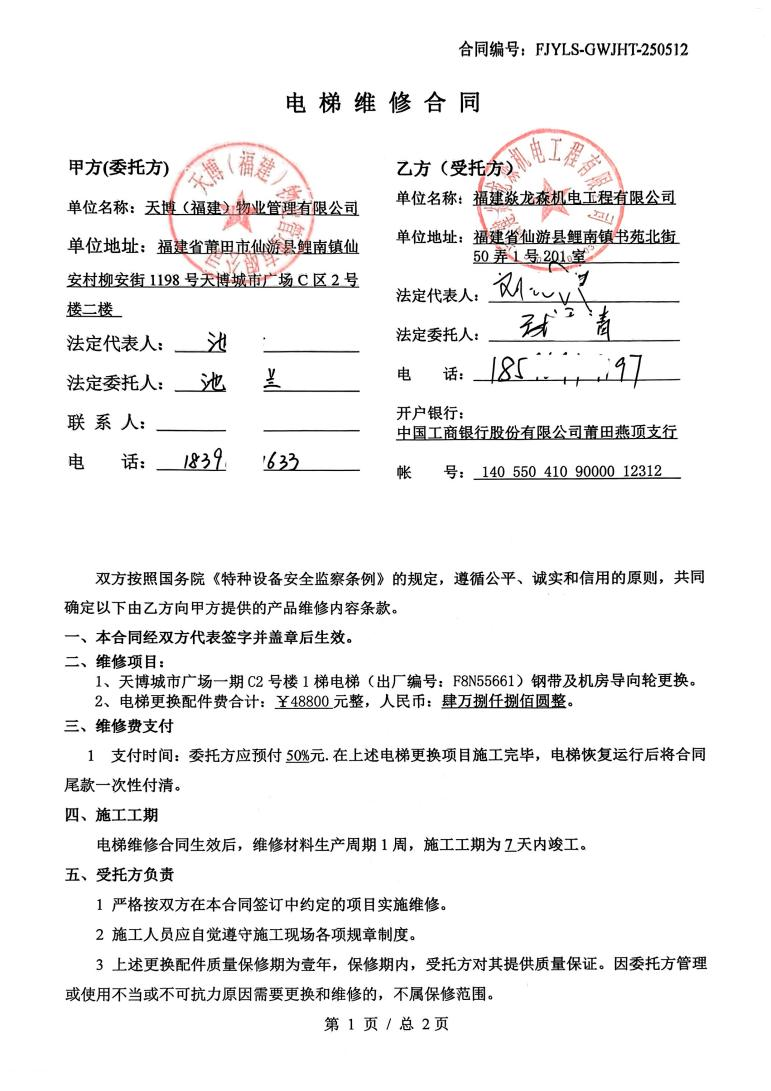 合同编号：FJYLS-GWJHT-250512
电梯维修合同
甲方(委托方)
单位名称：天博（福建）物业管理有限公司
单位地址：福建省莆田市仙游县鲤南镇仙
安村柳安街 1198 号天博城市广场 C 区 2 号
楼二楼
法定代表人：池
法定委托人：池 兰
联 系 人：
电 话：1839 1633
乙方（受托方）
单位名称：福建焱龙森机电工程有限公司
单位地址：福建省仙游县鲤南镇书苑北街
50 弄 1 号 201 室
法定代表人：刘
法定委托人： 青
电 话：185 97
开户银行：
中国工商银行股份有限公司莆田燕顶支行
帐 号：140 550 410 90000 12312
双方按照国务院《特种设备安全监察条例》的规定，遵循公平、诚实和信用的原则，共同
确定以下由乙方向甲方提供的产品维修内容条款。
一、本合同经双方代表签字并盖章后生效。
二、维修项目：
1、天博城市广场一期 C2 号楼 1 梯电梯（出厂编号：F8N55661）钢带及机房导向轮更换。
2、电梯更换配件费合计：￥48800 元整，人民币：肆万捌仟捌佰圆整。
三、维修费支付
1 支付时间：委托方应预付 50%元.在上述电梯更换项目施工完毕，电梯恢复运行后将合同
尾款一次性付清。
四、施工工期
电梯维修合同生效后，维修材料生产周期 1 周，施工工期为 7 天内竣工。
五、受托方负责
1 严格按双方在本合同签订中约定的项目实施维修。
2 施工人员应自觉遵守施工现场各项规章制度。
3 上述更换配件质量保修期为壹年，保修期内，受托方对其提供质量保证。因委托方管理
或使用不当或不可抗力原因需要更换和维修的，不属保修范围。
第 1 页 / 总 2 页